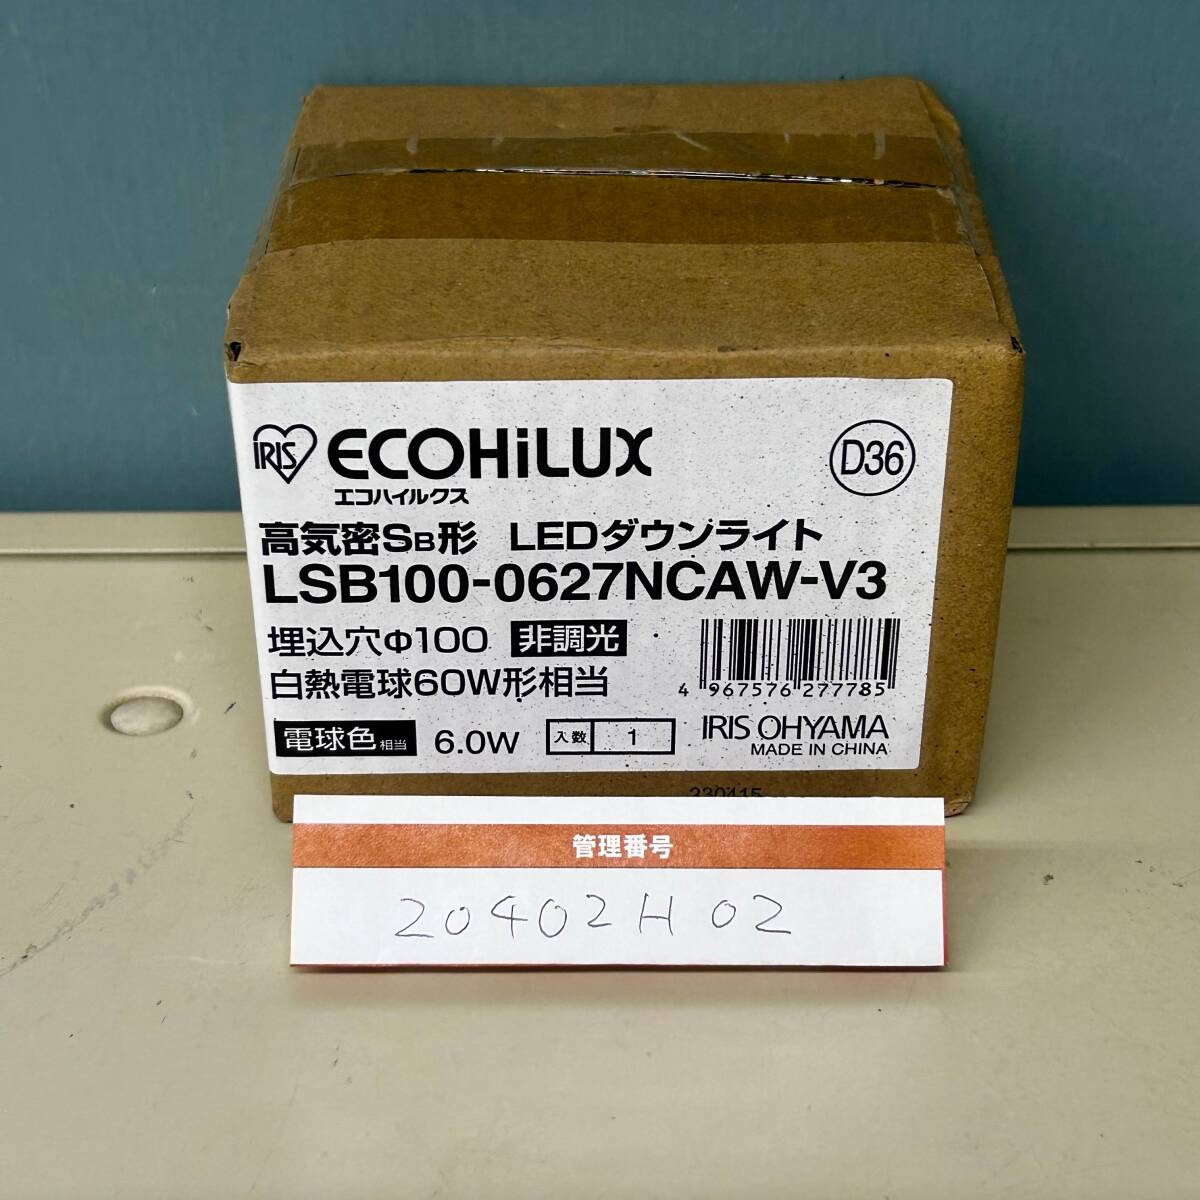 IRIS ECOHiLUX
エコハイルクス
D36
高気密SB形 LEDダウンライト
LSB100-0627NCAW-V3
埋込穴Φ100 非調光
白熱電球60W形相当
4 967576 277785
電球色相当 6.0W 入数 1
IRIS OHYAMA
MADE IN CHINA
230415
管理番号
20402H02